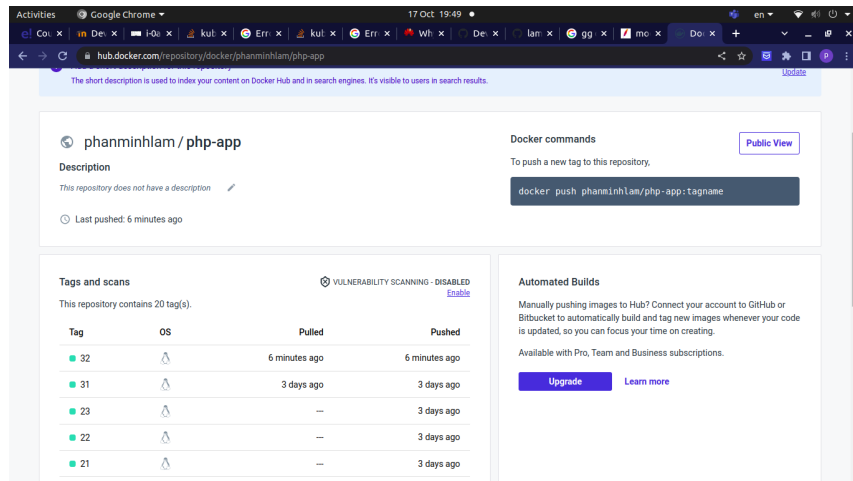 Activities
Google Chrome
17 Oct 19:49
en
Cou
Dev
i-0a
kub
Erro
kub
Erro
Wh
Dev
lam
gg
mo
Do
hub.docker.com/repository/docker/phanminhlam/php-app
The short description is used to index your content on Docker Hub and in search engines. It's visible to users in search results.
Update
phanminhlam / php-app
Description
This repository does not have a description
Last pushed: 6 minutes ago
Docker commands
Public View
To push a new tag to this repository,
docker push phanminhlam/php-app:tagname
Tags and scans
VULNERABILITY SCANNING - DISABLED
Enable
This repository contains 20 tag(s).
Tag OS Pulled Pushed
32 6 minutes ago 6 minutes ago
31 3 days ago 3 days ago
23 --- 3 days ago
22 --- 3 days ago
21 --- 3 days ago
Automated Builds
Manually pushing images to Hub? Connect your account to GitHub or
Bitbucket to automatically build and tag new images whenever your code
is updated, so you can focus your time on creating.
Available with Pro, Team and Business subscriptions.
Upgrade
Learn more